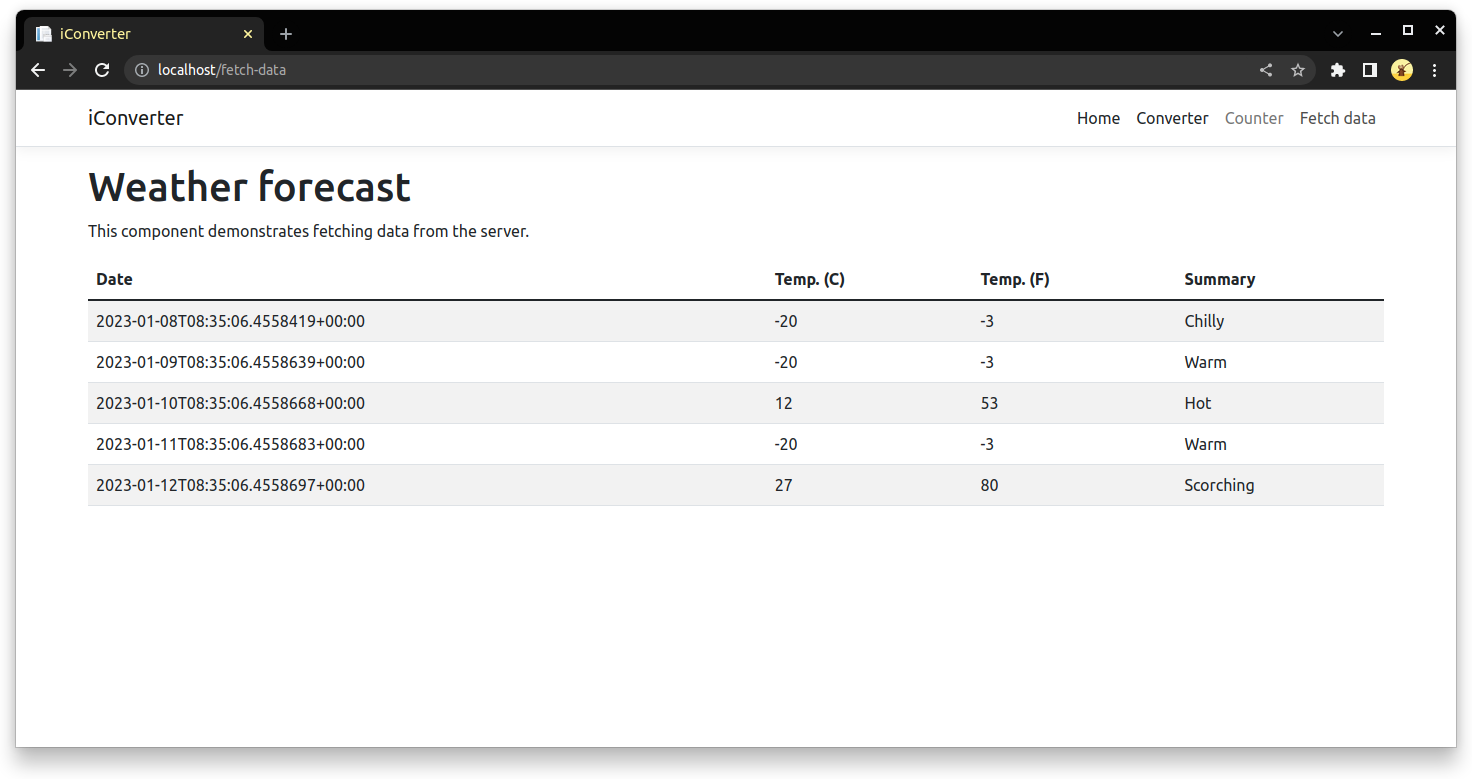 iConverter
localhost/fetch-data
iConverter Home Converter Counter Fetch data
Weather forecast
This component demonstrates fetching data from the server.
Date Temp. (C) Temp. (F) Summary
2023-01-08T08:35:06.4558419+00:00 -20 -3 Chilly
2023-01-09T08:35:06.4558639+00:00 -20 -3 Warm
2023-01-10T08:35:06.4558668+00:00 12 53 Hot
2023-01-11T08:35:06.4558683+00:00 -20 -3 Warm
2023-01-12T08:35:06.4558697+00:00 27 80 Scorching